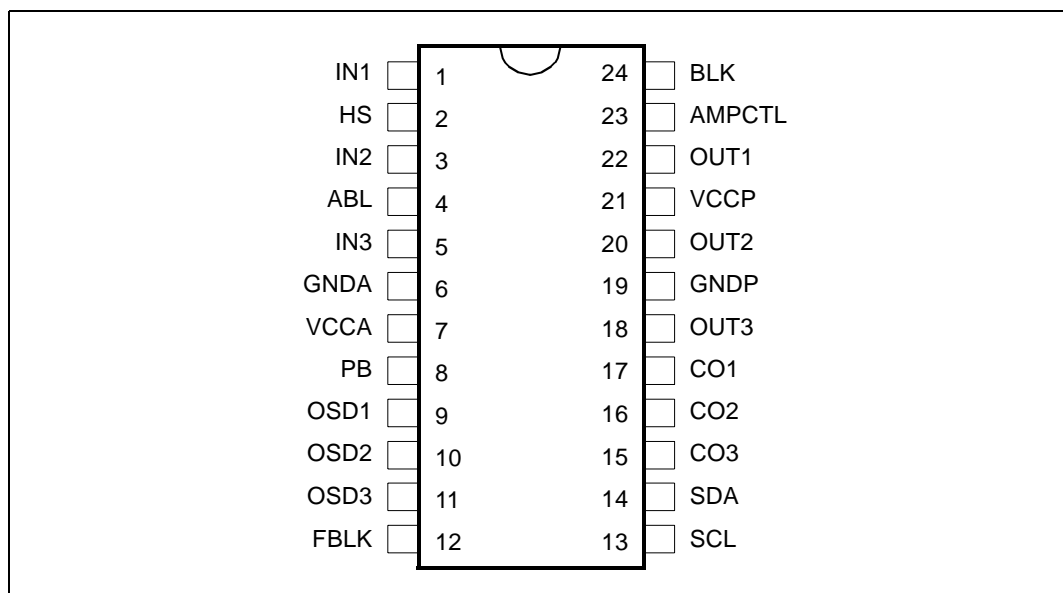 IN1 1 24 BLK
HS 2 23 AMPCTL
IN2 3 22 OUT1
ABL 4 21 VCCP
IN3 5 20 OUT2
GNDA 6 19 GNDP
VCCA 7 18 OUT3
PB 8 17 CO1
OSD1 9 16 CO2
OSD2 10 15 CO3
OSD3 11 14 SDA
FBLK 12 13 SCL